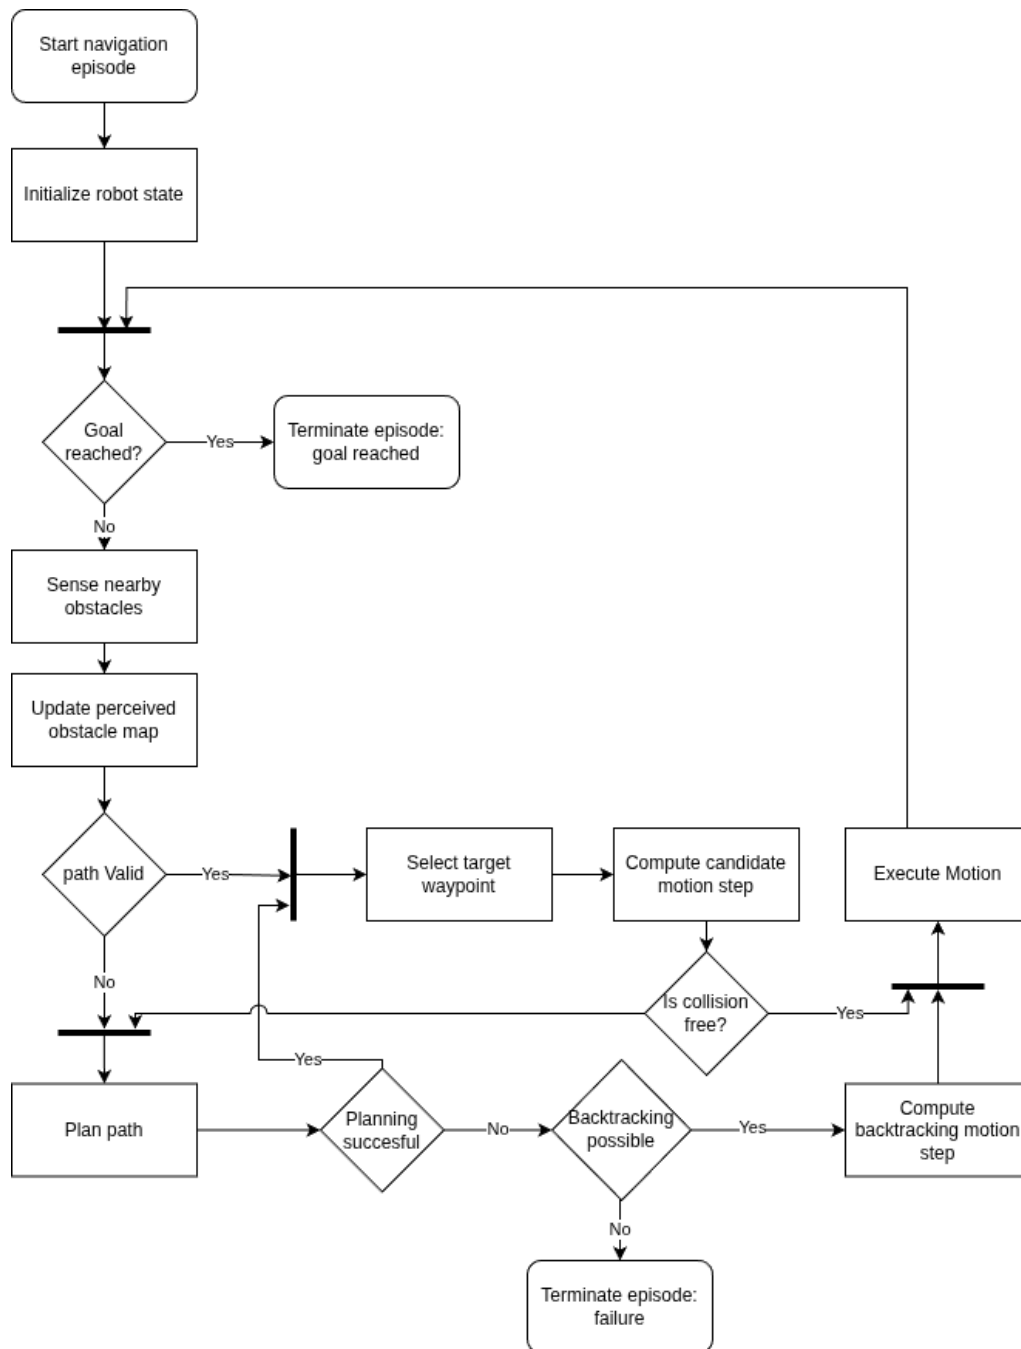 Start navigation
episode
Initialize robot state
Goal
reached?
Yes
Terminate episode:
goal reached
No
Sense nearby
obstacles
Update perceived
obstacle map
path Valid
Yes
Select target
waypoint
Compute candidate
motion step
Execute Motion
No
Is collision
free?
Yes
Yes
Plan path
Planning
succesful
No
Backtracking
possible
Yes
Compute
backtracking motion
step
No
Terminate episode:
failure